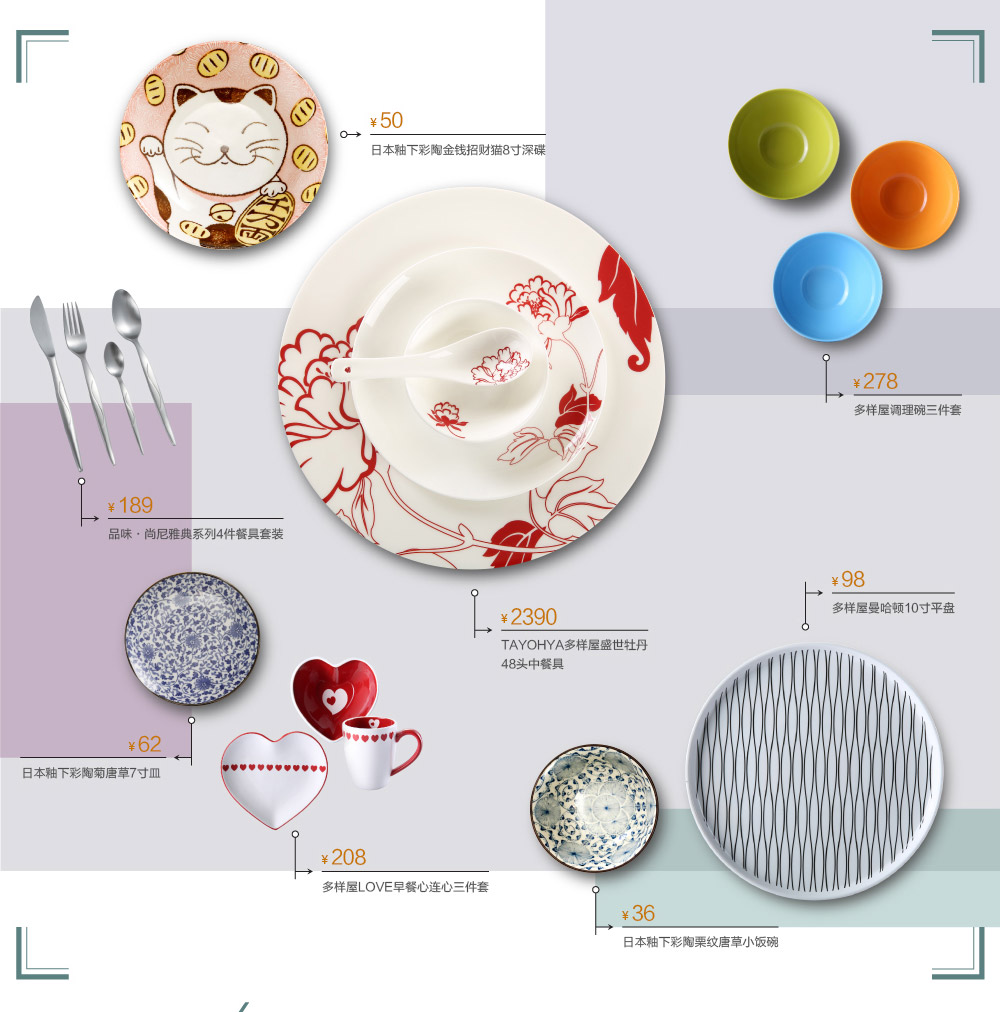 ¥50
日本釉下彩陶金钱招财猫8寸深碟
¥278
多样屋调理碗三件套
¥189
品味·尚尼雅典系列4件餐具套装
¥98
多样屋曼哈顿10寸平盘
¥2390
TAYOHYA多样屋盛世牡丹
48头中餐具
¥62
日本釉下彩陶菊唐草7寸皿
¥208
多样屋LOVE早餐心连心三件套
¥36
日本釉下彩陶栗纹唐草小饭碗